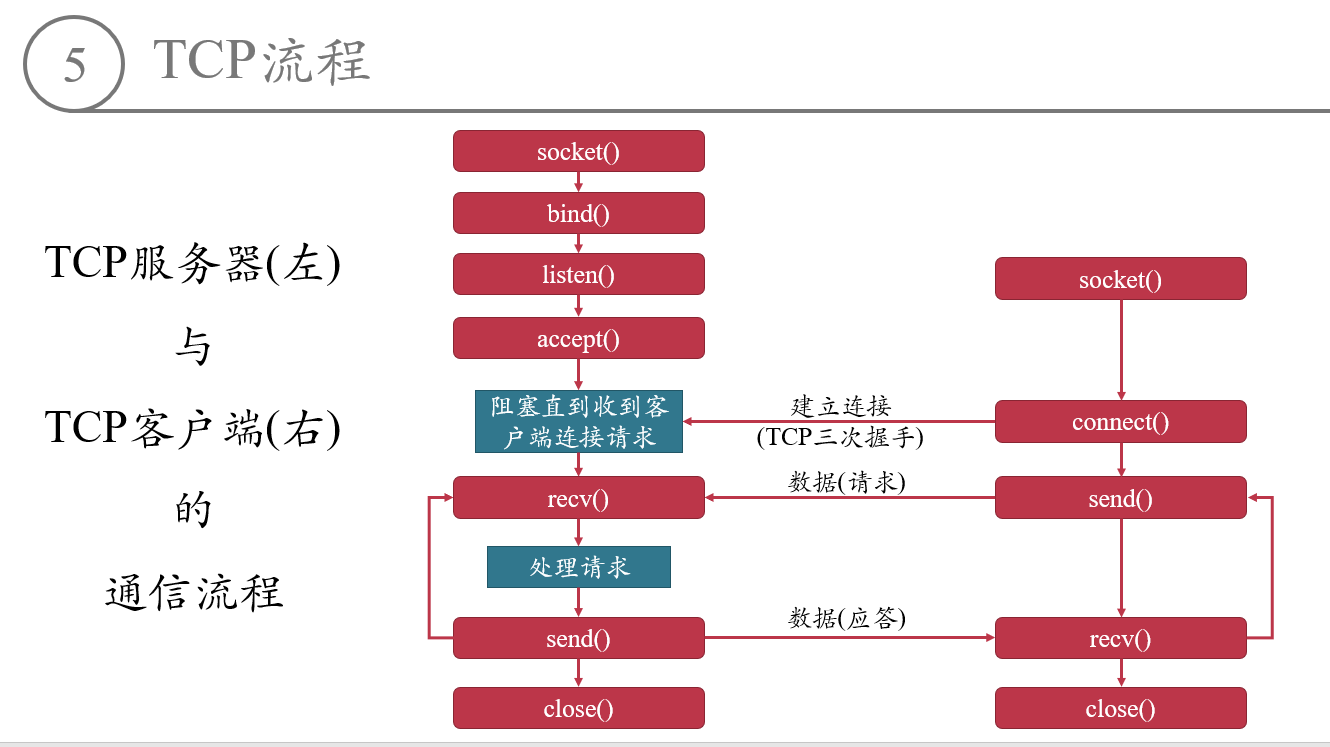 5
TCP流程
TCP服务器(左)
与
TCP客户端(右)
的
通信流程
socket()
bind()
listen()
accept()
阻塞直到收到客
户端连接请求
recv()
处理请求
send()
close()
建立连接
(TCP三次握手)
数据(请求)
数据(应答)
socket()
connect()
send()
recv()
close()